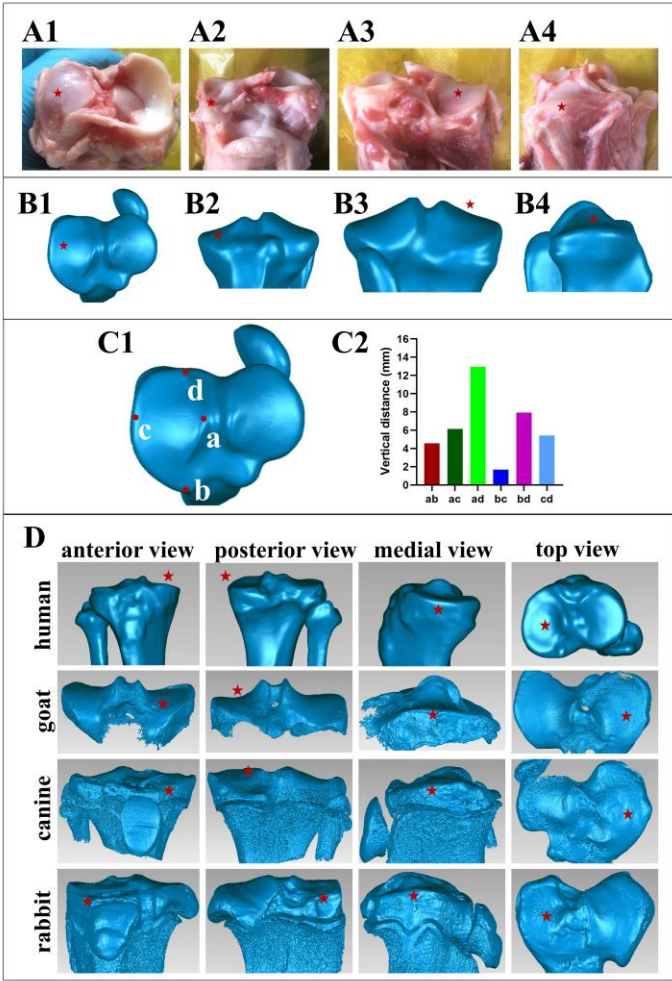 A1 A2 A3 A4
B1 B2 B3 B4
C1 C2
d
c
a
b
Vertical distance (mm)
16
14
12
10
8
6
4
2
0
ab ac ad bc bd cd
D
anterior view posterior view medial view top view
human
goat
canine
rabbit